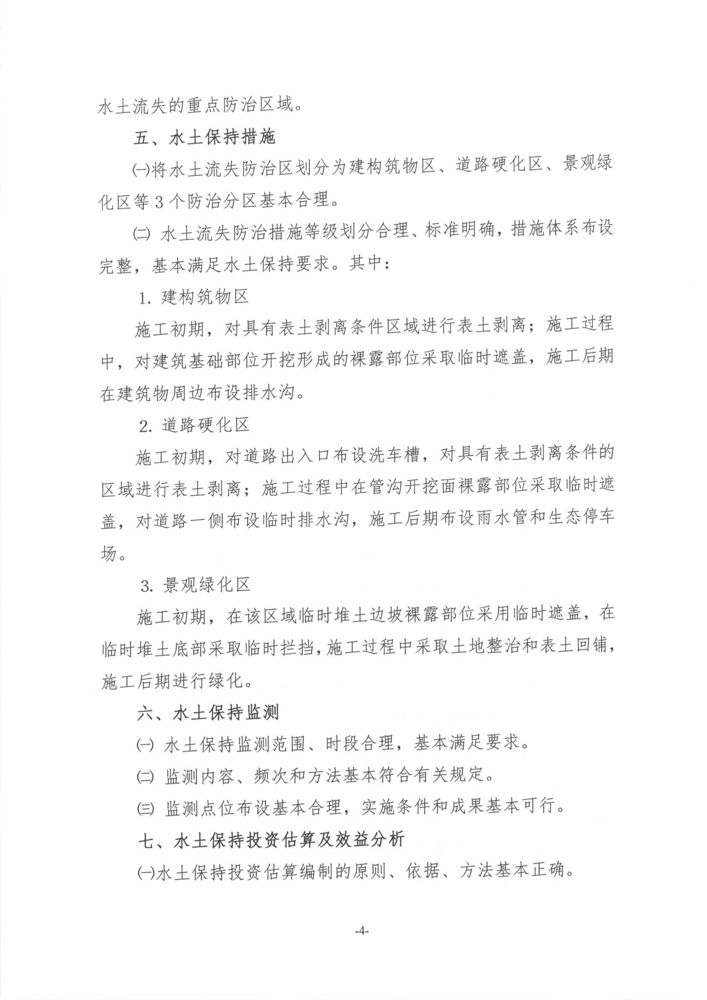 水土流失的重点防治区域。
五、水土保持措施
㈠将水土流失防治区划分为建构筑物区、道路硬化区、景观绿
化区等 3 个防治分区基本合理。
㈡ 水土流失防治措施等级划分合理、标准明确，措施体系布设
完整，基本满足水土保持要求。其中：
1. 建构筑物区
施工初期，对具有表土剥离条件区域进行表土剥离；施工过程
中，对建筑基础部位开挖形成的裸露部位采取临时遮盖，施工后期
在建筑物周边布设排水沟。
2. 道路硬化区
施工初期，对道路出入口布设洗车槽，对具有表土剥离条件的
区域进行表土剥离；施工过程中在管沟开挖面裸露部位采取临时遮
盖，对道路一侧布设临时排水沟，施工后期布设雨水管和生态停车
场。
3. 景观绿化区
施工初期，在该区域临时堆土边坡裸露部位采用临时遮盖，在
临时堆土底部采取临时拦挡，施工过程中采取土地整治和表土回铺，
施工后期进行绿化。
六、水土保持监测
㈠ 水土保持监测范围、时段合理，基本满足要求。
㈡ 监测内容、频次和方法基本符合有关规定。
㈢ 监测点位布设基本合理，实施条件和成果基本可行。
七、水土保持投资估算及效益分析
㈠水土保持投资估算编制的原则、依据、方法基本正确。
-4-